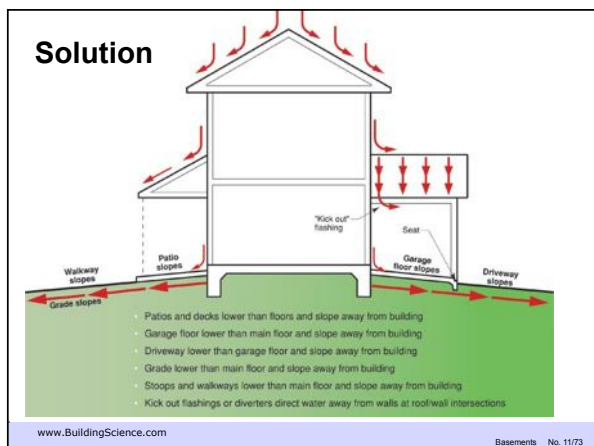 Solution
"Kick out"
flashing
Seat
Walkway
slopes
Patio
slopes
Garage
floor slopes
Driveway
slopes
Grade slopes
• Patios and decks lower than floors and slope away from building
• Garage floor lower than main floor and slope away from building
• Driveway lower than garage floor and slope away from building
• Grade lower than main floor and slope away from building
• Stoops and walkways lower than main floor and slope away from building
• Kick out flashings or diverters direct water away from walls at roof/wall intersections
www.BuildingScience.com
Basements No. 11/73